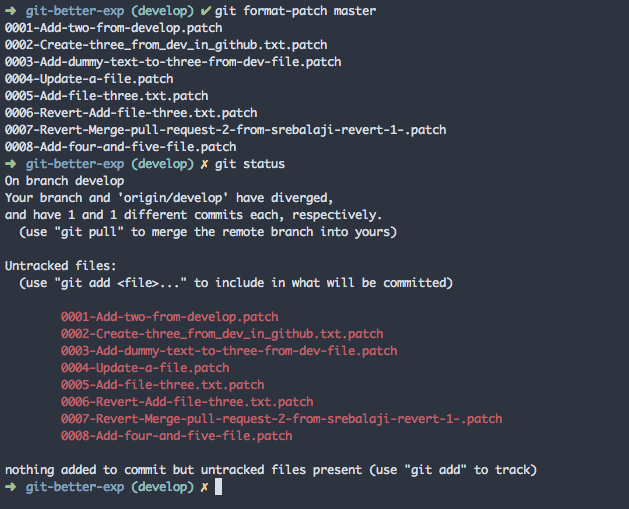 ➜ git-better-exp (develop) ✔ git format-patch master
0001-Add-two-from-develop.patch
0002-Create-three_from_dev_in_github.txt.patch
0003-Add-dummy-text-to-three-from-dev-file.patch
0004-Update-a-file.patch
0005-Add-file-three.txt.patch
0006-Revert-Add-file-three.txt.patch
0007-Revert-Merge-pull-request-2-from-srebalaji-revert-1-.patch
0008-Add-four-and-five-file.patch
➜ git-better-exp (develop) ✗ git status
On branch develop
Your branch and 'origin/develop' have diverged,
and have 1 and 1 different commits each, respectively.
  (use "git pull" to merge the remote branch into yours)

Untracked files:
  (use "git add <file>..." to include in what will be committed)

        0001-Add-two-from-develop.patch
        0002-Create-three_from_dev_in_github.txt.patch
        0003-Add-dummy-text-to-three-from-dev-file.patch
        0004-Update-a-file.patch
        0005-Add-file-three.txt.patch
        0006-Revert-Add-file-three.txt.patch
        0007-Revert-Merge-pull-request-2-from-srebalaji-revert-1-.patch
        0008-Add-four-and-five-file.patch

nothing added to commit but untracked files present (use "git add" to track)
➜ git-better-exp (develop) ✗